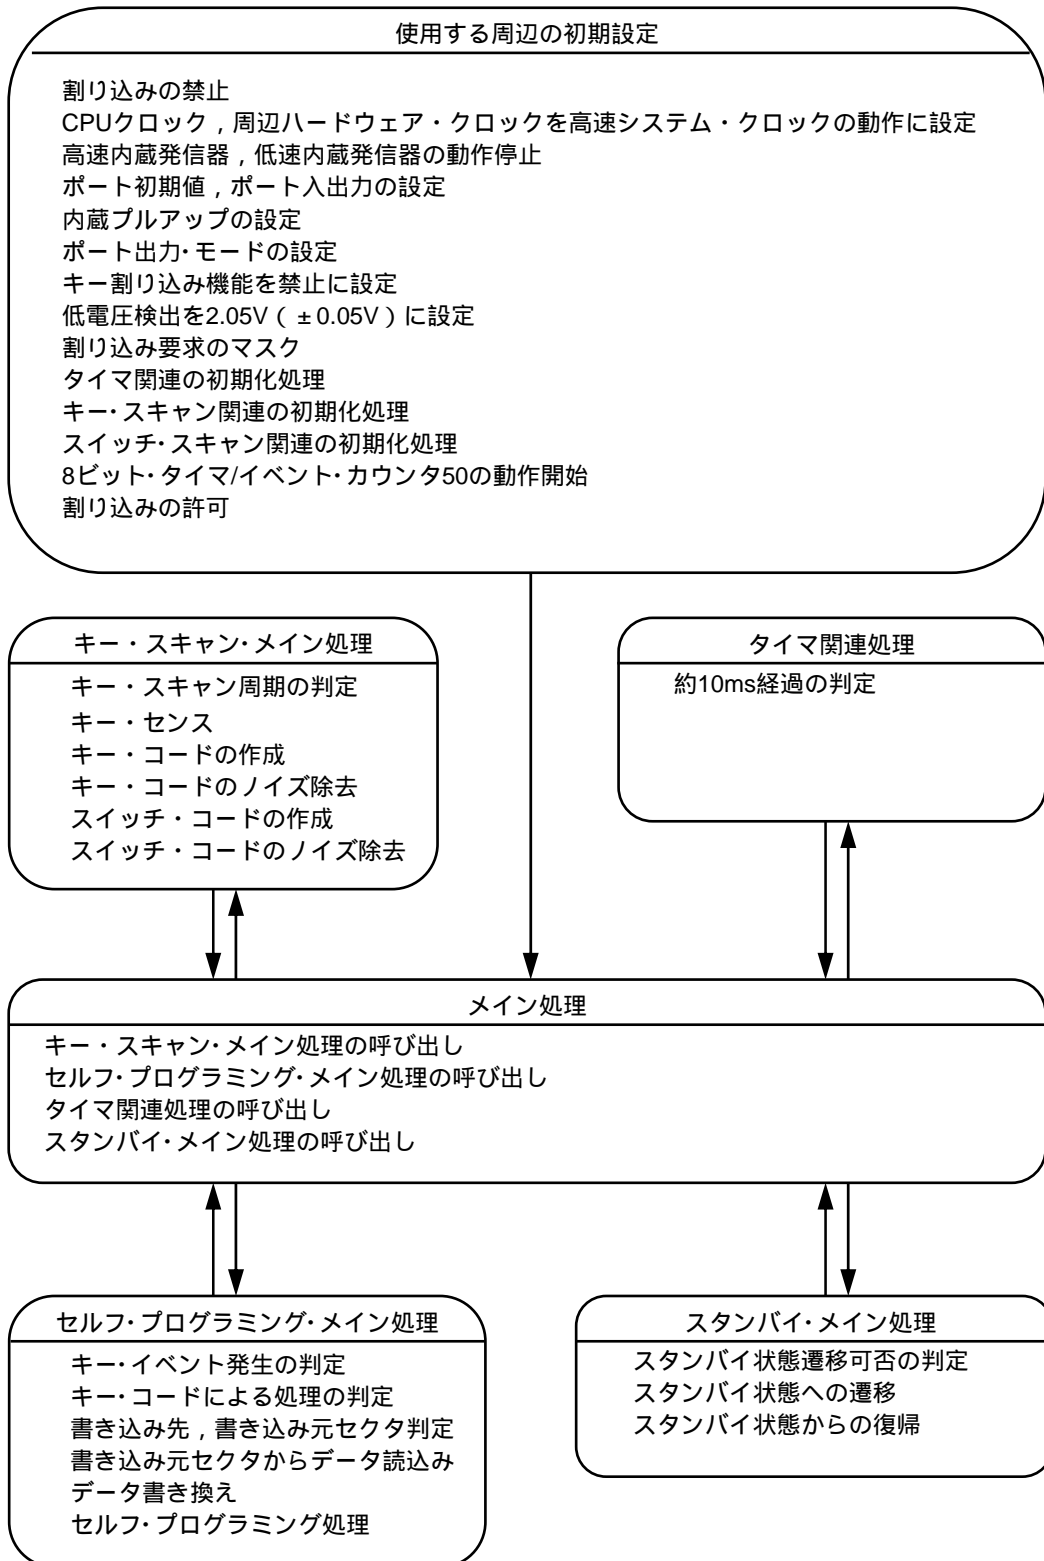 使用する周辺の初期設定
割り込みの禁止
CPUクロック，周辺ハードウェア・クロックを高速システム・クロックの動作に設定
高速内蔵発信器，低速内蔵発信器の動作停止
ポート初期値，ポート入出力の設定
内蔵プルアップの設定
ポート出力・モードの設定
キー割り込み機能を禁止に設定
低電圧検出を2.05V（±0.05V）に設定
割り込み要求のマスク
タイマ関連の初期化処理
キー・スキャン関連の初期化処理
スイッチ・スキャン関連の初期化処理
8ビット・タイマ/イベント・カウンタ50の動作開始
割り込みの許可
キー・スキャン・メイン処理
キー・スキャン周期の判定
キー・センス
キー・コードの作成
キー・コードのノイズ除去
スイッチ・コードの作成
スイッチ・コードのノイズ除去
タイマ関連処理
約10ms経過の判定
メイン処理
キー・スキャン・メイン処理の呼び出し
セルフ・プログラミング・メイン処理の呼び出し
タイマ関連処理の呼び出し
スタンバイ・メイン処理の呼び出し
セルフ・プログラミング・メイン処理
キー・イベント発生の判定
キー・コードによる処理の判定
書き込み先，書き込み元セクタ判定
書き込み元セクタからデータ読込み
データ書き換え
セルフ・プログラミング処理
スタンバイ・メイン処理
スタンバイ状態遷移可否の判定
スタンバイ状態への遷移
スタンバイ状態からの復帰